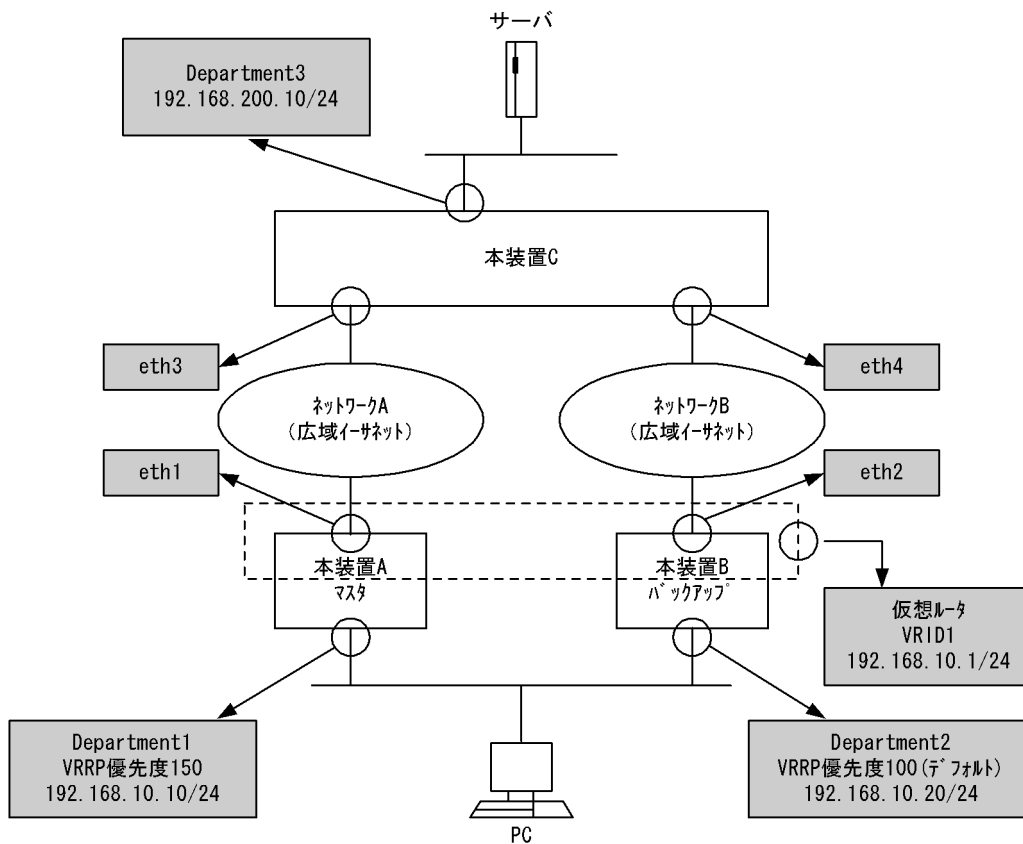 サーバ
Department3
192.168.200.10/24
本装置C
eth3
eth4
ネットワークA
(広域イーサネット)
ネットワークB
(広域イーサネット)
eth1
eth2
本装置A
マスタ
本装置B
バックアップ
仮想ルータ
VRID1
192.168.10.1/24
Department1
VRRP優先度150
192.168.10.10/24
Department2
VRRP優先度100(デフォルト)
192.168.10.20/24
PC